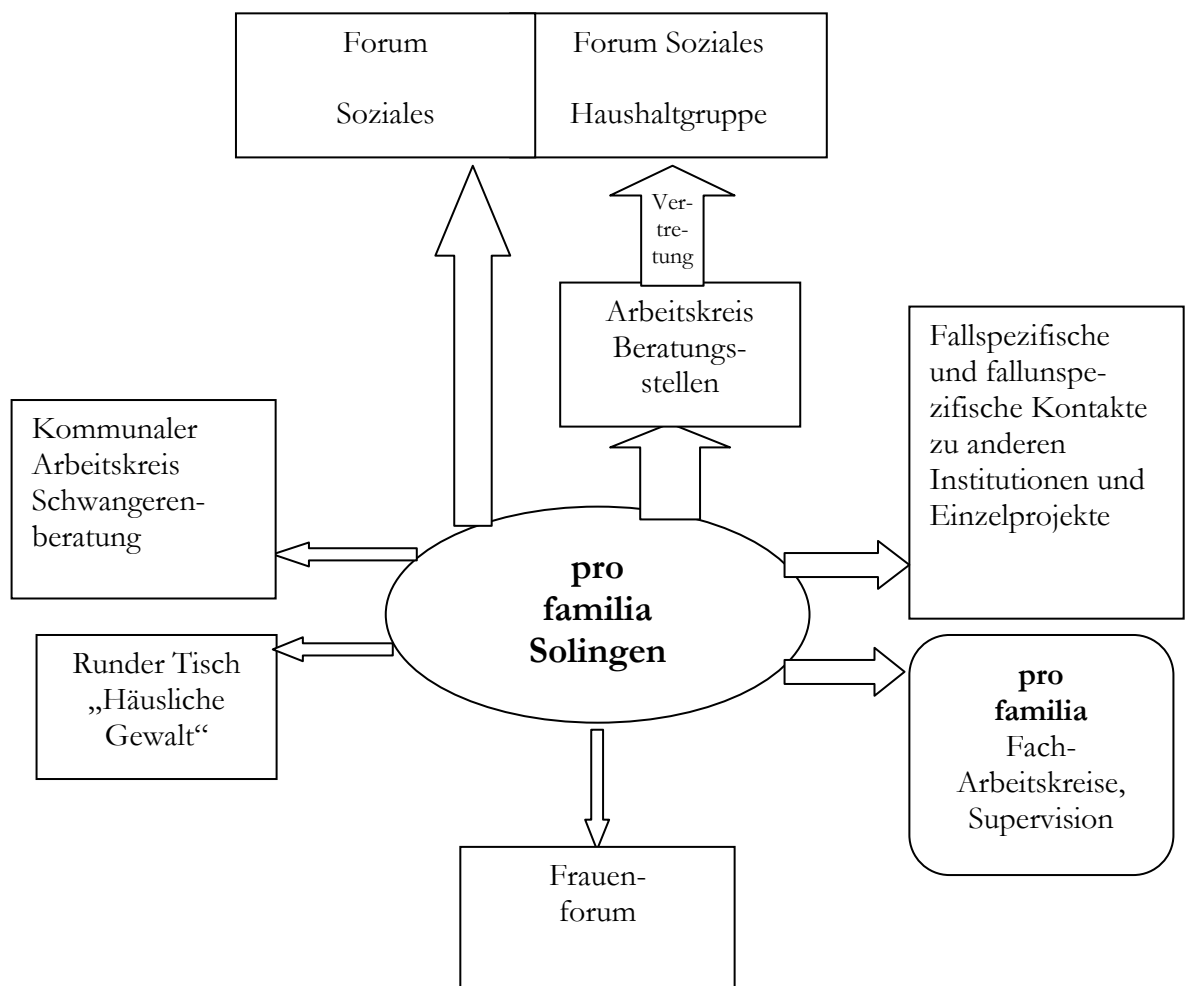 Forum
Soziales
Forum Soziales
Haushaltgruppe
Ver-
tre-
tung
Arbeitskreis
Beratungs-
stellen
Fallspezifische
und fallunspe-
zifische Kontakte
zu anderen
Institutionen und
Einzelprojekte
Kommunaler
Arbeitskreis
Schwangeren-
beratung
pro
familia
Solingen
Runder Tisch
„Häusliche
Gewalt“
pro
familia
Fach-
Arbeitskreise,
Supervision
Frauen-
forum